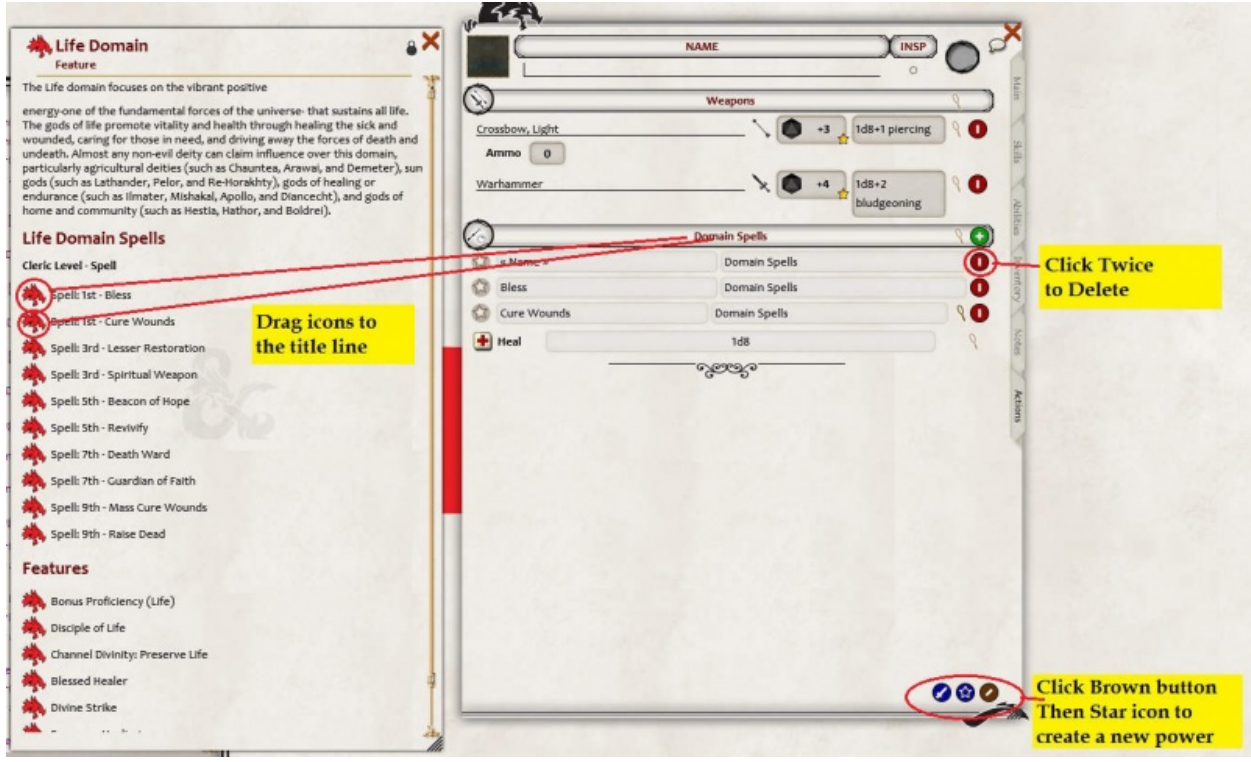 Life Domain
Feature
The Life domain focuses on the vibrant positive
energy-one of the fundamental forces of the universe- that sustains all life.
The gods of life promote vitality and health through healing the sick and
wounded, caring for those in need, and driving away the forces of death and
undeath. Almost any non-evil deity can claim influence over this domain,
particularly agricultural deities (such as Chauntea, Arawai, and Demeter), sun
gods (such as Lathander, Pelor, and Re-Horakhty), gods of healing or
endurance (such as Ilmater, Mishakal, Apollo, and Diancecht), and gods of
home and community (such as Hestia, Hathor, and Boldrei).
Life Domain Spells
Cleric Level - Spell
Spell: 1st - Bless
Spell: 1st - Cure Wounds
Spell: 3rd - Lesser Restoration
Spell: 3rd - Spiritual Weapon
Spell: 5th - Beacon of Hope
Spell: 5th - Revivify
Spell: 7th - Death Ward
Spell: 7th - Guardian of Faith
Spell: 9th - Mass Cure Wounds
Spell: 9th - Raise Dead
Features
Bonus Proficiency (Life)
Disciple of Life
Channel Divinity: Preserve Life
Blessed Healer
Divine Strike
Drag icons to
the title line
NAME
INSP
Weapons
Crossbow, Light
+3
1d8+1 piercing
Ammo
0
Warhammer
+4
1d8+2
bludgeoning
Domain Spells
« Name »
Domain Spells
Bless
Domain Spells
Cure Wounds
Domain Spells
Heal
1d8
Main
Skills
Abilities
Inventory
Notes
Actions
Click Twice
to Delete
Click Brown button
Then Star icon to
create a new power